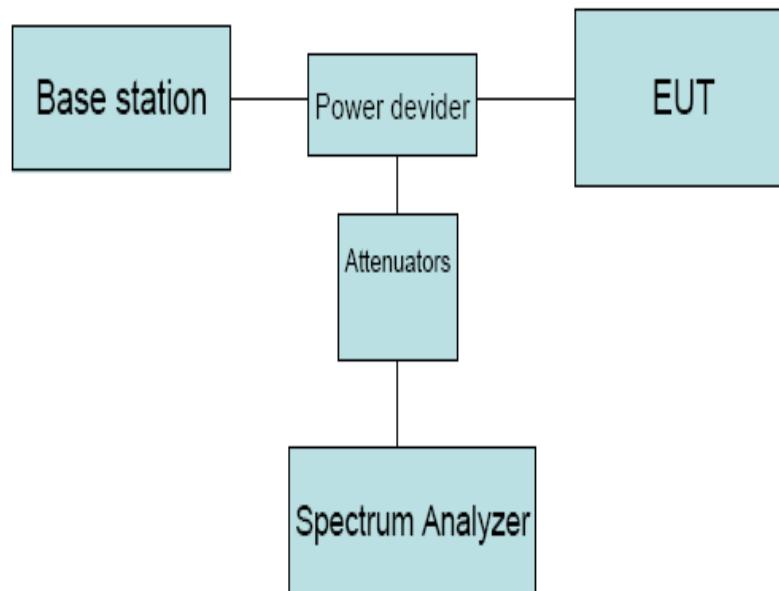 Base station
Power devider
EUT
Attenuators
Spectrum Analyzer